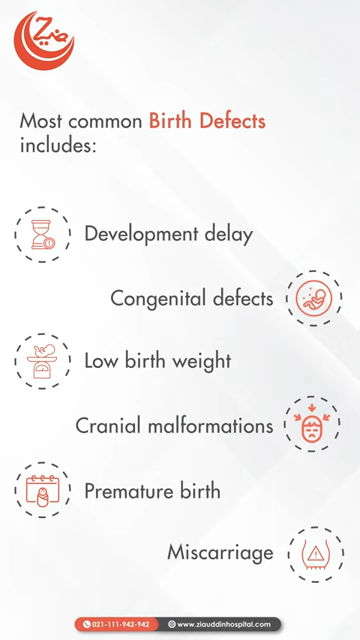 ضیا
Most common Birth Defects
includes:
Development delay
Congenital defects
Low birth weight
Cranial malformations
Premature birth
Miscarriage
021-111-942-942
www.ziauddinhospital.com